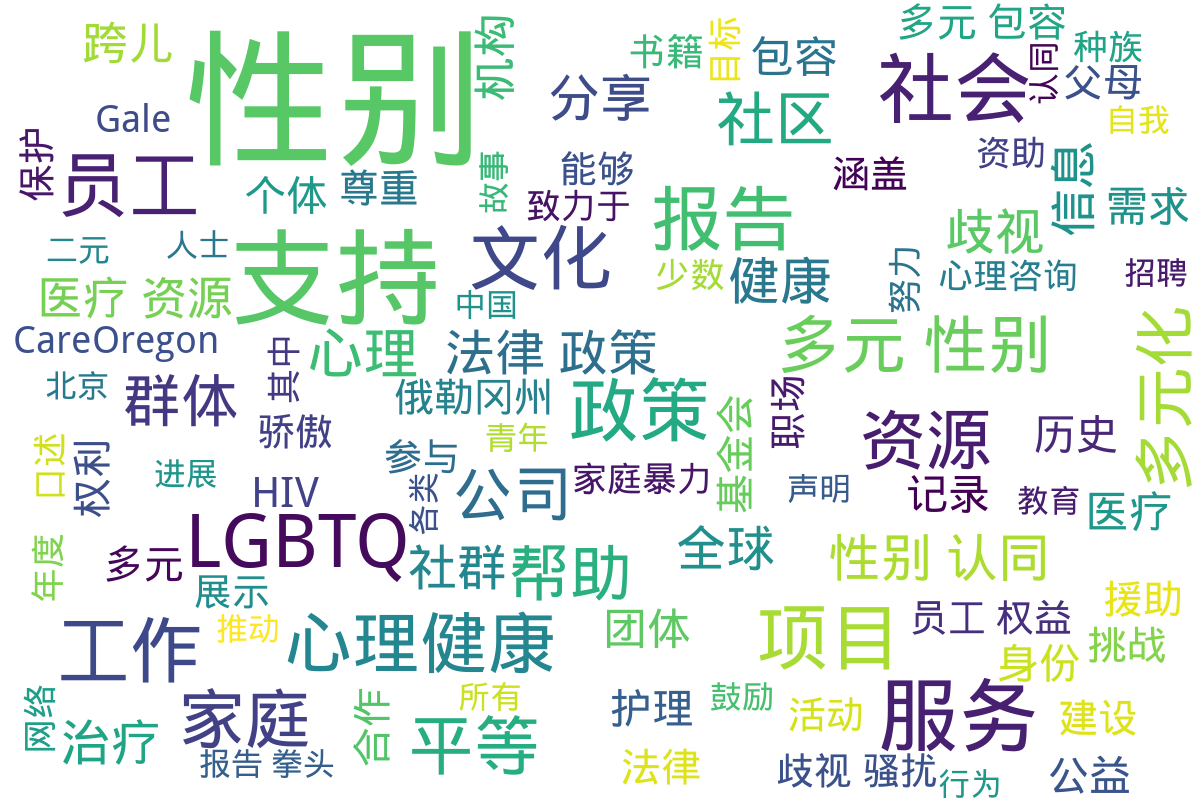 性别
机构
书籍
目标
包容
多元 包容
种族
跨儿
分享
社区
社会
认同
父母
自我
Gale
保护
员工
个体
尊重
故事
能够
致力于
涵盖
资助
信息
需求
报告
歧视
二元
人士
支持
文化
少数
健康
努力
心理咨询
招聘
医疗 资源
中国
多元 性别
多元化
CareOregon
其中
心理
法律 政策
北京
群体
俄勒冈州
政策
基金会
职场
资源
历史
骄傲
口述
权利
参与
青年
进展
HIV
各类
公司
家庭暴力
声明
记录
教育
医疗
年度
多元
LGBTQ
社群
帮助
全球
性别 认同
展示
援助
工作
推动
心理健康
团体
项目
员工 权益
挑战
身份
网络
治疗
家庭
合作
所有
平等
护理
鼓励
活动
服务
建设
报告 拳头
法律
歧视 骚扰
行为
公益